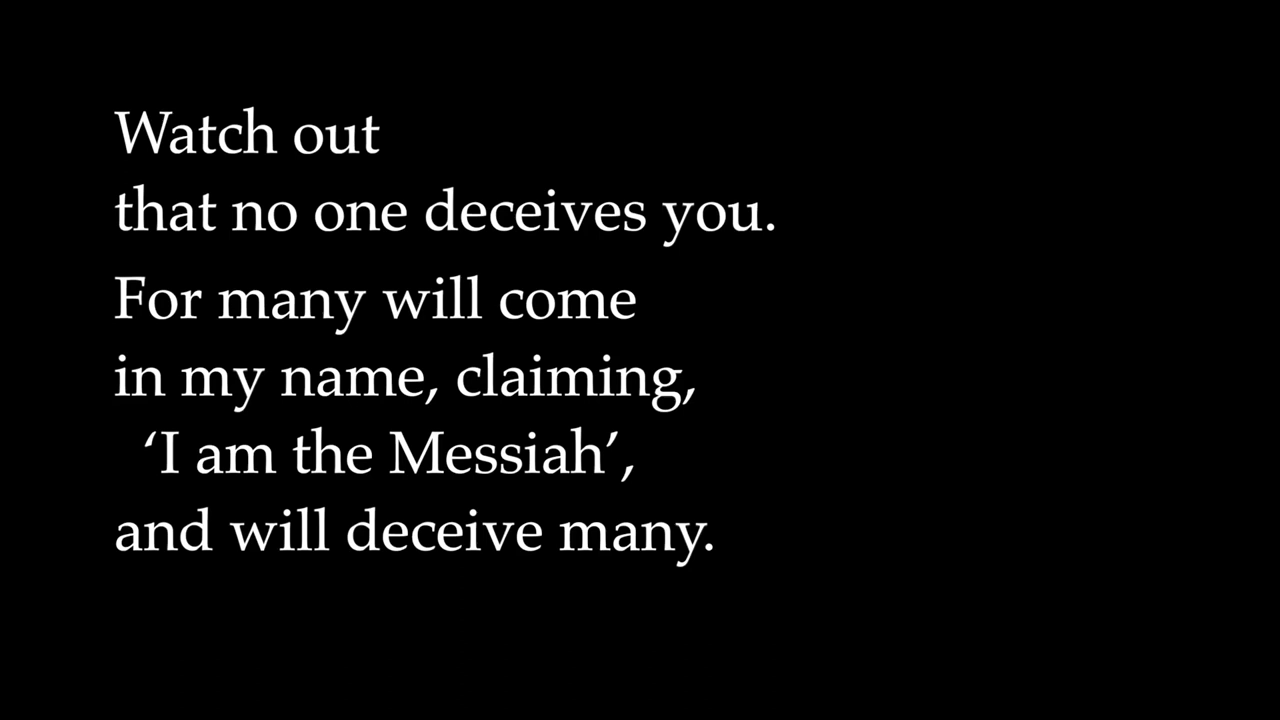 Watch out
that no one deceives you.
For many will come
in my name, claiming,
‘I am the Messiah’,
and will deceive many.